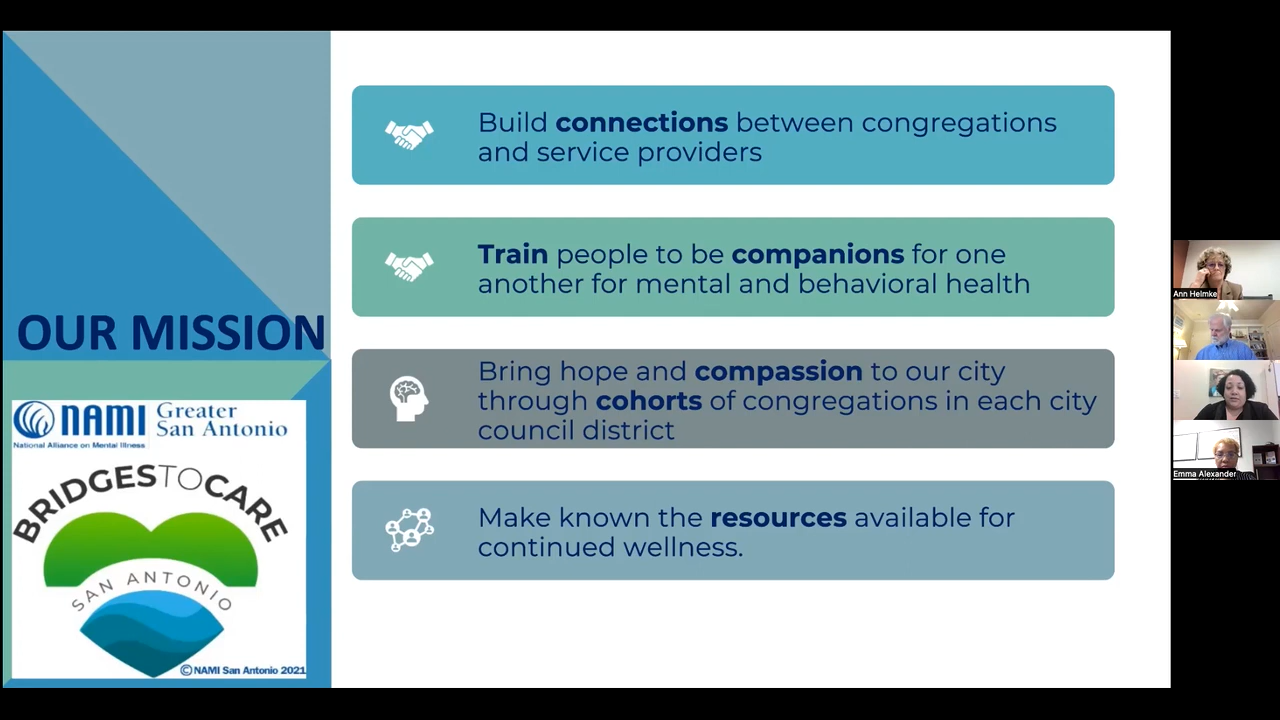 OUR MISSION
NAMI Greater
San Antonio
National Alliance on Mental Illness
BRIDGESTOCARE
SAN ANTONIO
©NAMI San Antonio 2021
Build connections between congregations
and service providers
Train people to be companions for one
another for mental and behavioral health
Bring hope and compassion to our city
through cohorts of congregations in each city
council district
Make known the resources available for
continued wellness.
Ann Helmke
Emma Alexander